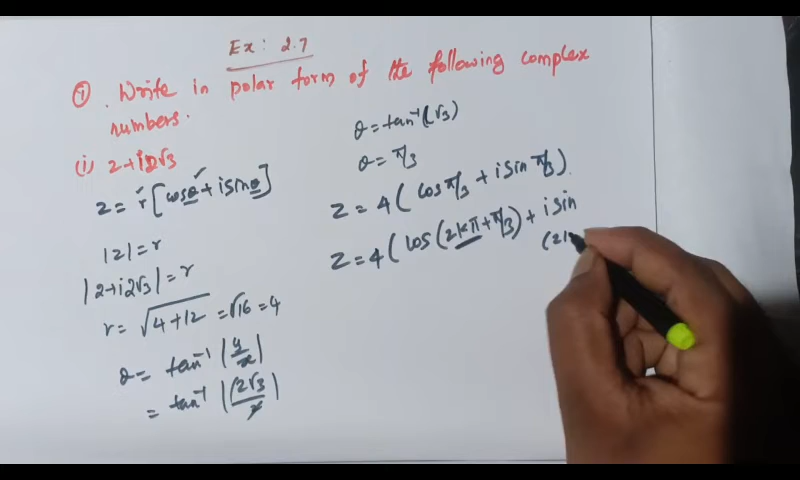 Ex: 2.7
① . Write in polar form of the following complex
numbers.
(i) 2+i2√3
z = r[cosθ + isinθ]
|z| = r
|2+i2√3| = r
r = √4+12 = √16 = 4
θ = tan⁻¹ |y/x|
= tan⁻¹ |2√3/2|
θ = tan⁻¹(√3)
θ = π/3
Z = 4( cos π/3 + i sin π/3 ).
Z = 4( cos(2kπ + π/3) + i sin
(2k